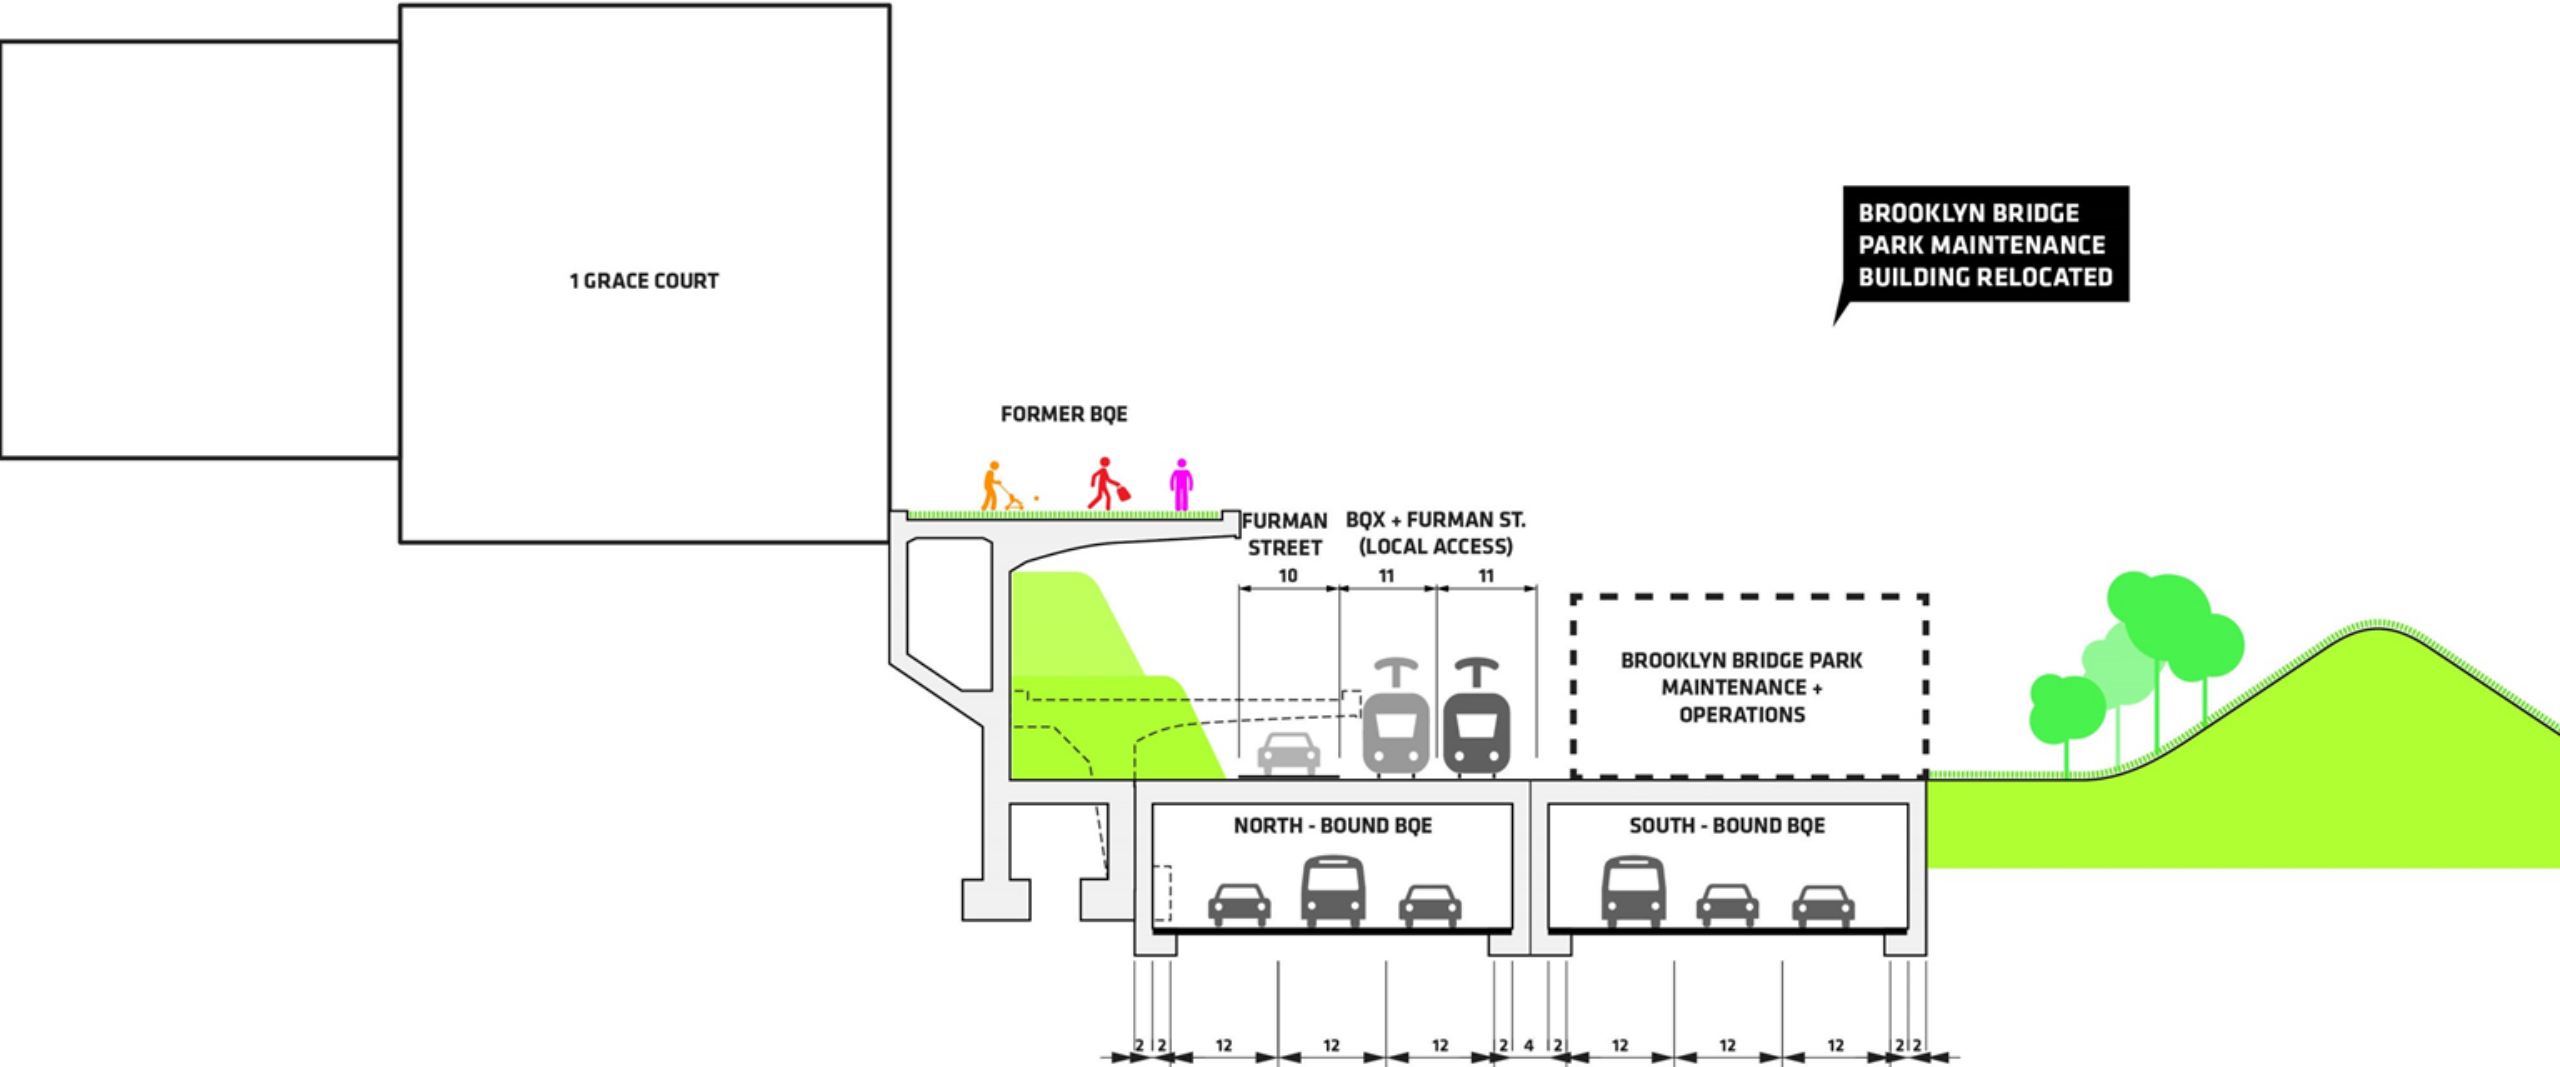 BROOKLYN BRIDGE
PARK MAINTENANCE
BUILDING RELOCATED
1 GRACE COURT
FORMER BQE
FURMAN
STREET
BQX + FURMAN ST.
(LOCAL ACCESS)
10 11 11
BROOKLYN BRIDGE PARK
MAINTENANCE +
OPERATIONS
NORTH - BOUND BQE
SOUTH - BOUND BQE
2 2 12 12 12 2 4 2 12 12 12 2 2